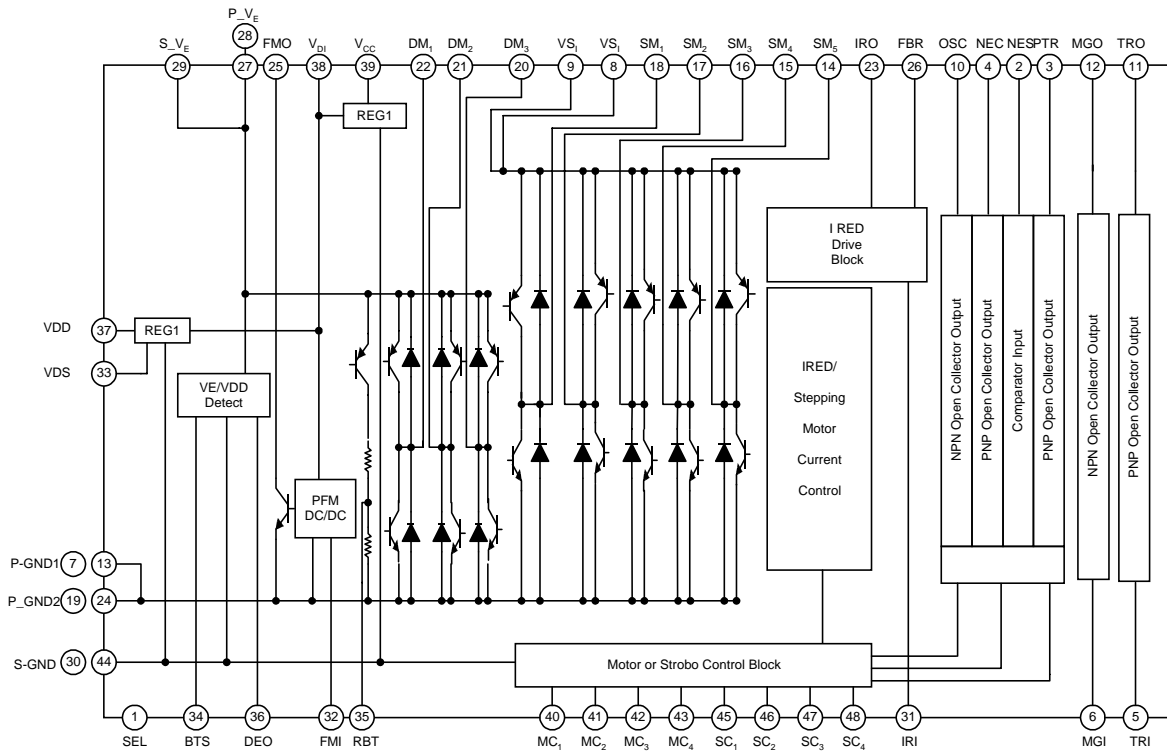 P_VE
28
S_VE FMO VDI VCC DM1 DM2 DM3 VSI VSI SM1 SM2 SM3 SM4 SM5 IRO FBR OSC NEC NES PTR MGO TRO
29 27 25 38 39 22 21 20 9 8 18 17 16 15 14 23 26 10 4 2 3 12 11
REG1
I RED
Drive
Block
VDD 37 REG1
VDS 33
VE/VDD
Detect
IRED/
Stepping
Motor
Current
Control
NPN Open Collector Output
PNP Open Collector Output
Comparator Input
PNP Open Collector Output
NPN Open Collector Output
PNP Open Collector Output
PFM
DC/DC
P-GND1 7 13
P_GND2 19 24
S-GND 30 44
Motor or Strobo Control Block
1 34 36 32 35 40 41 42 43 45 46 47 48 31 6 5
SEL BTS DEO FMI RBT MC1 MC2 MC3 MC4 SC1 SC2 SC3 SC4 IRI MGI TRI